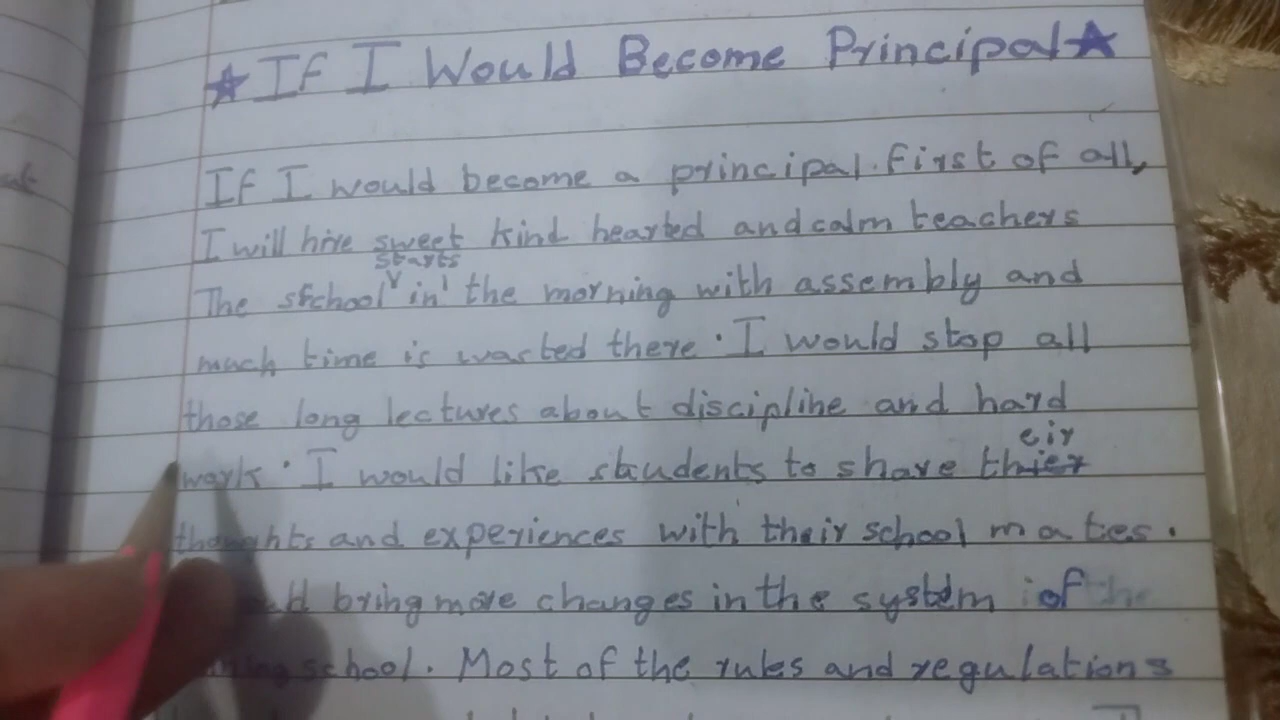 ★ If I Would Become Principal ★
If I would become a principal. First of all,
I will hire sweet kind hearted and calm teachers
starts
The school in the morning with assembly and
much time is wasted there. I would stop all
those long lectures about discipline and hard
eir
work. I would like students to share thier
thoughts and experiences with their school mates.
bring more changes in the system of the
school. Most of the rules and regulations